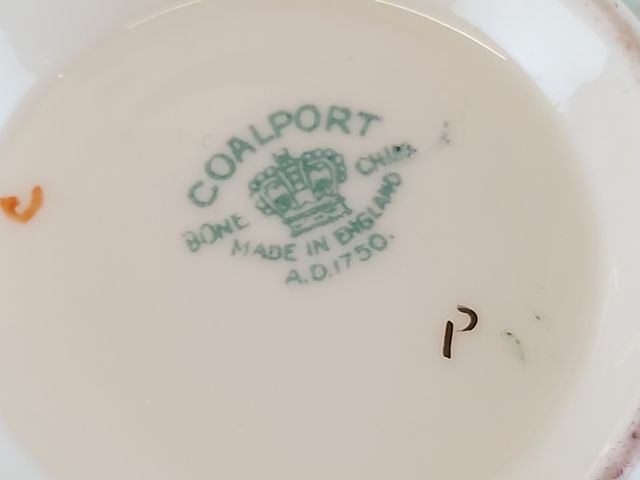 COALPORT
BONE CHINA
MADE IN ENGLAND
A.D.1750.
P